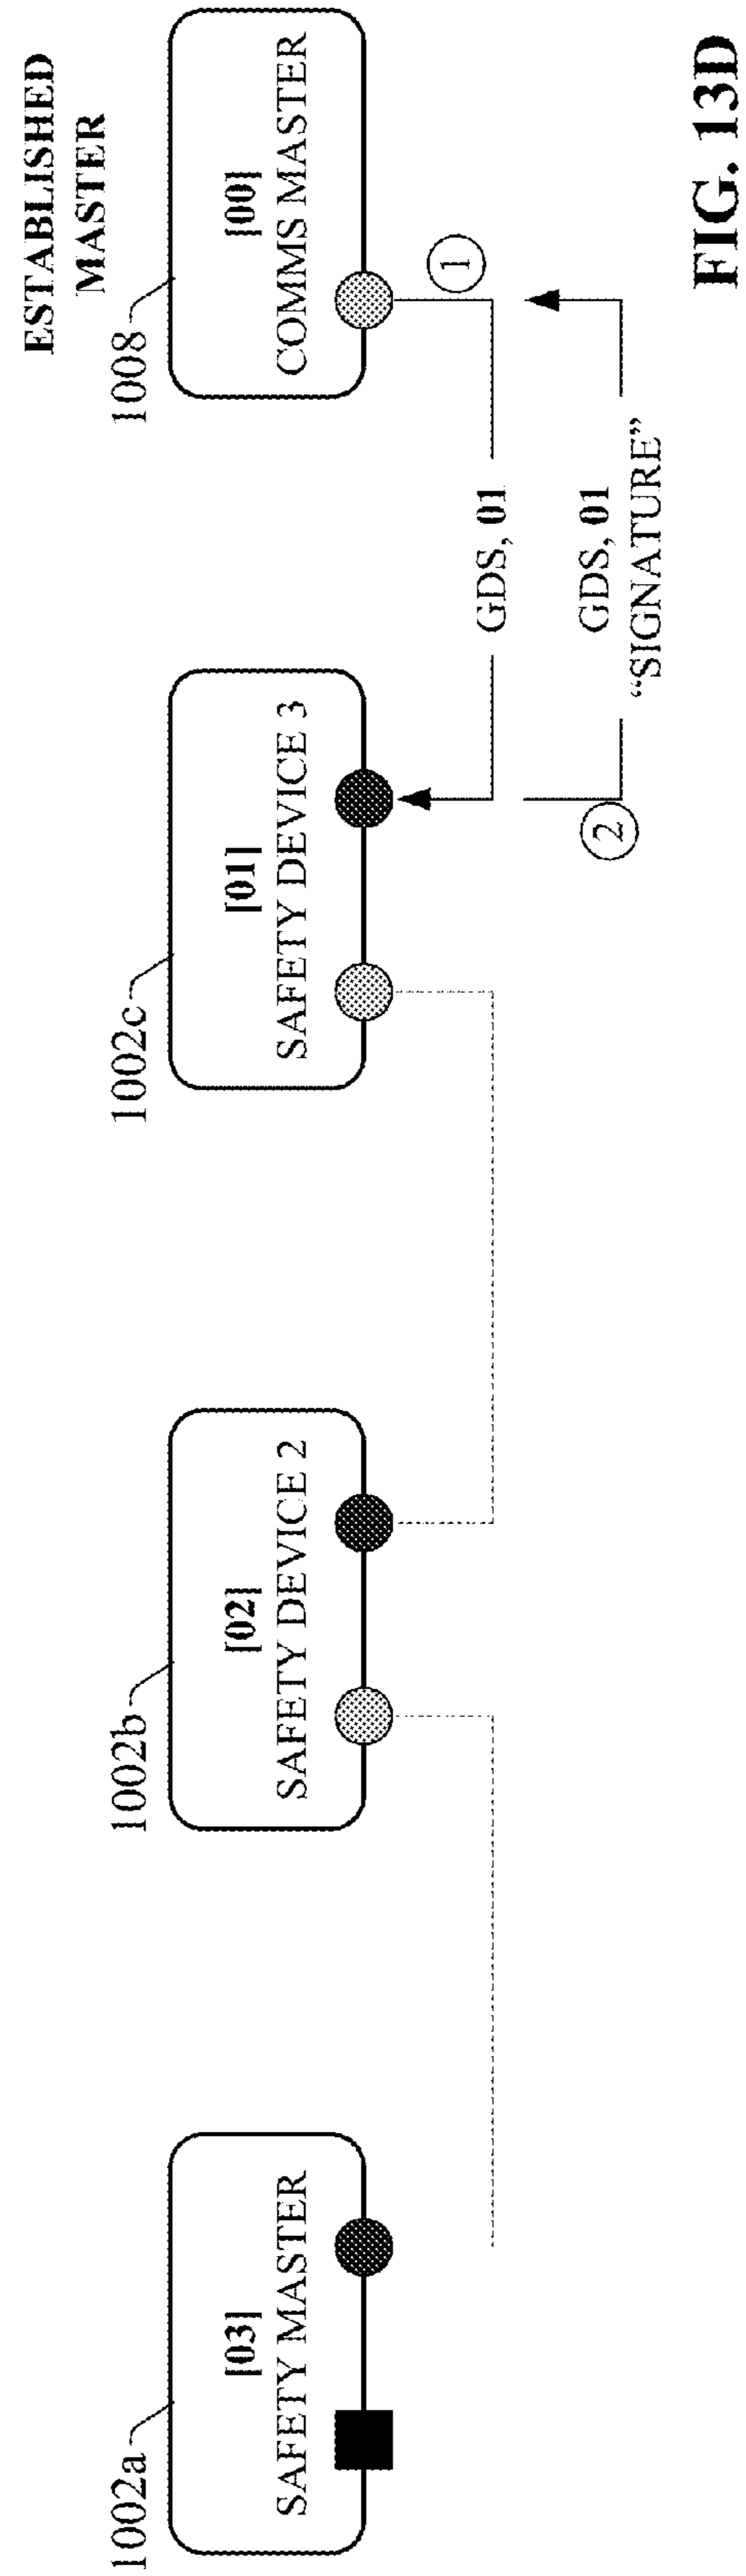 ESTABLISHED
MASTER
1002a
1002b
1002c
1008
[03]
SAFETY MASTER
[02]
SAFETY DEVICE 2
[01]
SAFETY DEVICE 3
[00]
COMMS MASTER
1
GDS, 01
2
GDS, 01
“SIGNATURE”
FIG. 13D